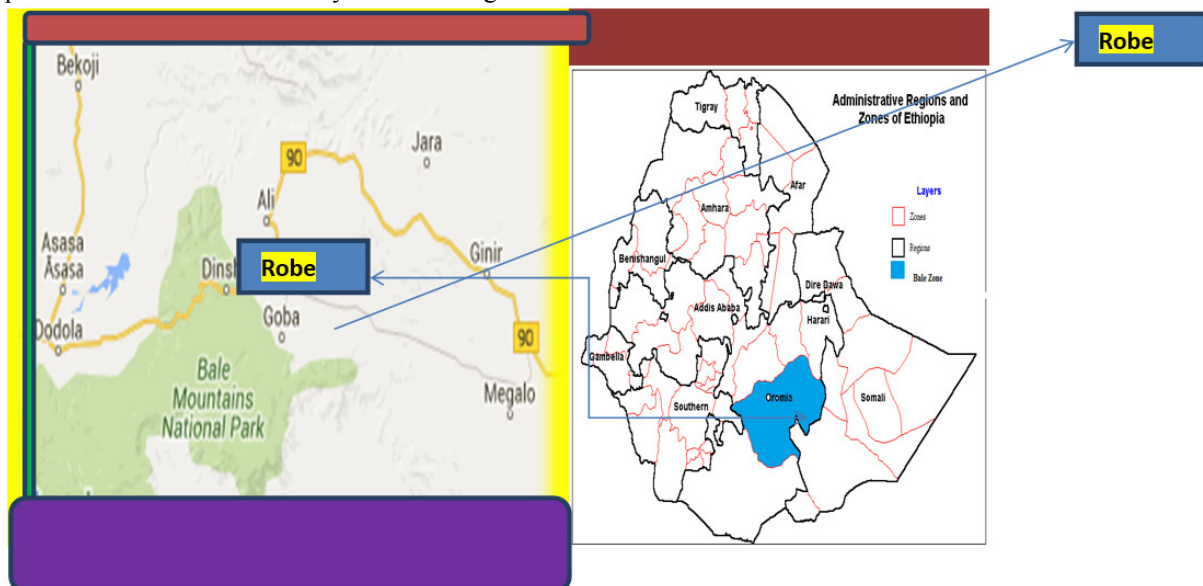 Robe
Bekoji
Jara
90
Ali
Asasa
Āsasa
Dinsh
Robe
Ginir
Goba
Dodola
90
Bale
Mountains
National Park
Megalo
Administrative Regions and
Zones of Ethiopia
Tigray
Afar
Layers
Amhara
Zones
Benishangul
Regions
Bale Zone
Dire Dawa
Addis Ababa
Harari
Gambella
Oromia
Somali
Southern